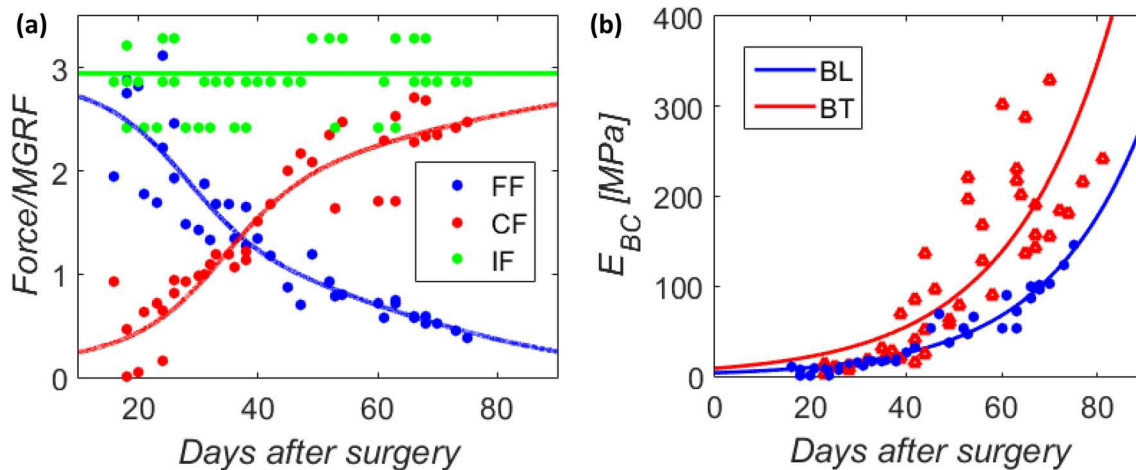 (a)
Force/MGRF
3
2
1
0
20 40 60 80
Days after surgery
FF
CF
IF
(b)
E_BC [MPa]
400
300
200
100
0
0 20 40 60 80
Days after surgery
BL
BT